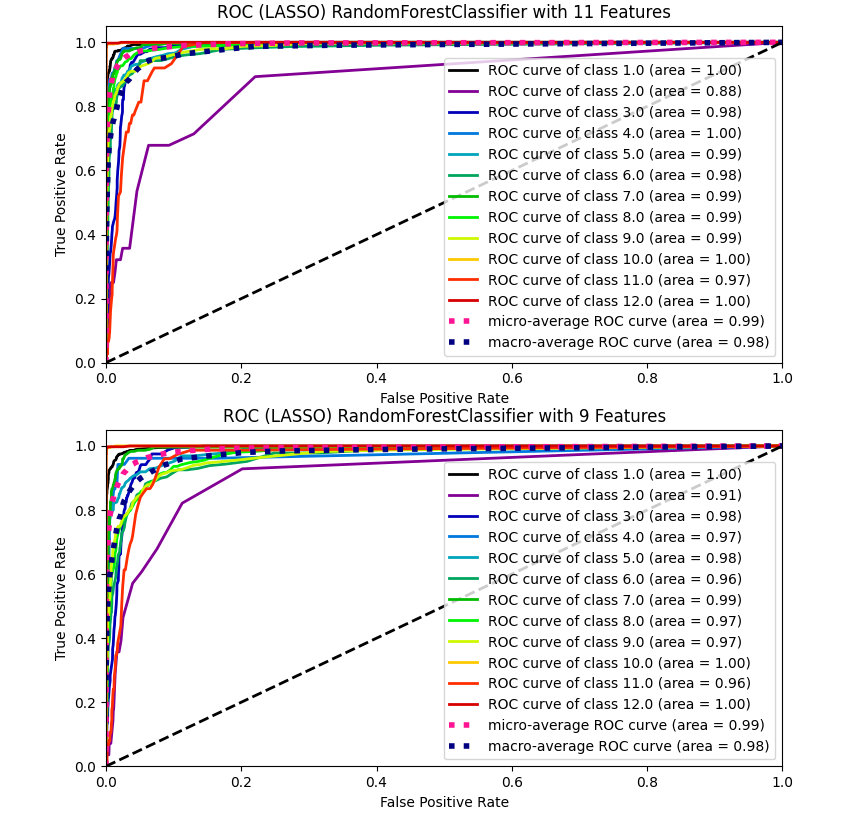 ROC (LASSO) RandomForestClassifier with 11 Features
True Positive Rate
1.0
0.8
0.6
0.4
0.2
0.0
ROC curve of class 1.0 (area = 1.00)
ROC curve of class 2.0 (area = 0.88)
ROC curve of class 3.0 (area = 0.98)
ROC curve of class 4.0 (area = 1.00)
ROC curve of class 5.0 (area = 0.99)
ROC curve of class 6.0 (area = 0.98)
ROC curve of class 7.0 (area = 0.99)
ROC curve of class 8.0 (area = 0.99)
ROC curve of class 9.0 (area = 0.99)
ROC curve of class 10.0 (area = 1.00)
ROC curve of class 11.0 (area = 0.97)
ROC curve of class 12.0 (area = 1.00)
micro-average ROC curve (area = 0.99)
macro-average ROC curve (area = 0.98)
0.0 0.2 0.4 0.6 0.8 1.0
False Positive Rate
ROC (LASSO) RandomForestClassifier with 9 Features
True Positive Rate
1.0
0.8
0.6
0.4
0.2
0.0
ROC curve of class 1.0 (area = 1.00)
ROC curve of class 2.0 (area = 0.91)
ROC curve of class 3.0 (area = 0.98)
ROC curve of class 4.0 (area = 0.97)
ROC curve of class 5.0 (area = 0.98)
ROC curve of class 6.0 (area = 0.96)
ROC curve of class 7.0 (area = 0.99)
ROC curve of class 8.0 (area = 0.97)
ROC curve of class 9.0 (area = 0.97)
ROC curve of class 10.0 (area = 1.00)
ROC curve of class 11.0 (area = 0.96)
ROC curve of class 12.0 (area = 1.00)
micro-average ROC curve (area = 0.99)
macro-average ROC curve (area = 0.98)
0.0 0.2 0.4 0.6 0.8 1.0
False Positive Rate